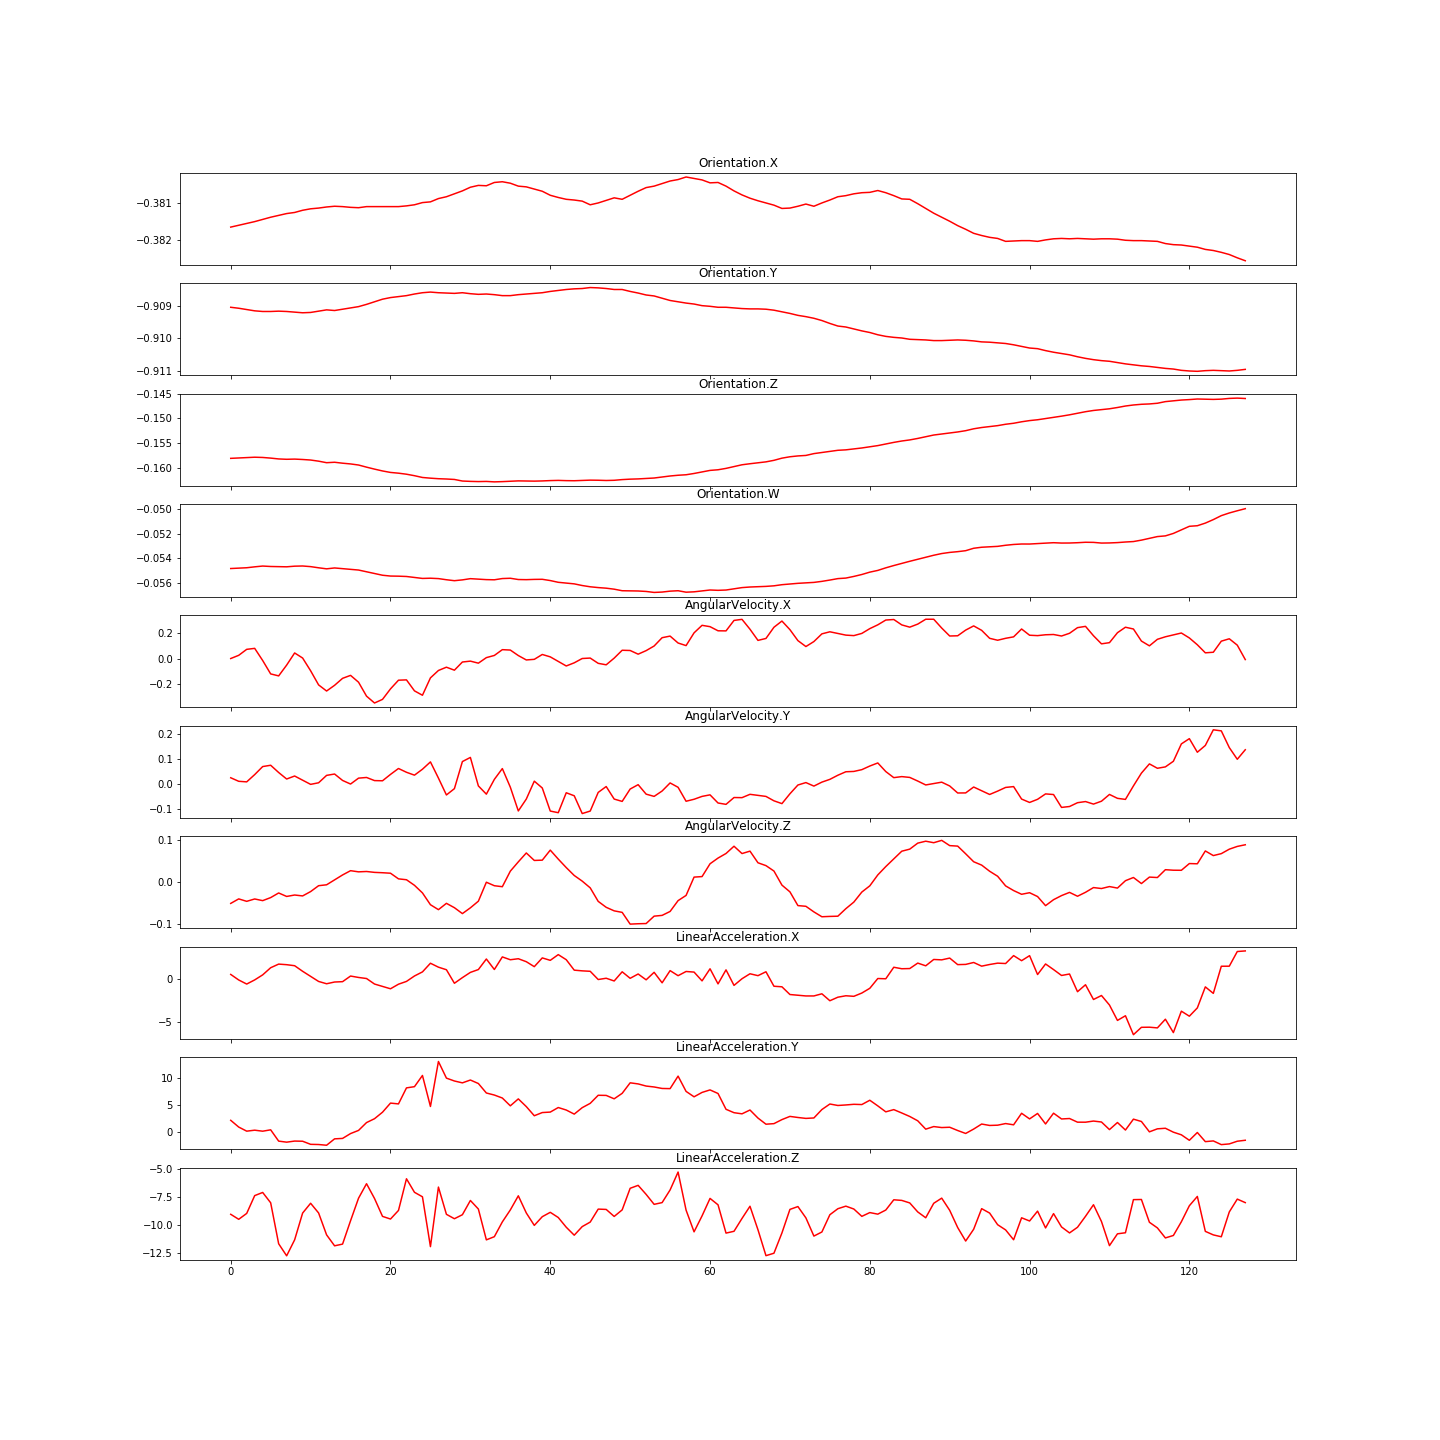 Orientation.X
−0.381
−0.382
Orientation.Y
−0.909
−0.910
−0.911
Orientation.Z
−0.145
−0.150
−0.155
−0.160
Orientation.W
−0.050
−0.052
−0.054
−0.056
AngularVelocity.X
0.2
0.0
−0.2
AngularVelocity.Y
0.2
0.1
0.0
−0.1
AngularVelocity.Z
0.1
0.0
−0.1
LinearAcceleration.X
0
−5
LinearAcceleration.Y
10
5
0
LinearAcceleration.Z
−5.0
−7.5
−10.0
−12.5
0 20 40 60 80 100 120